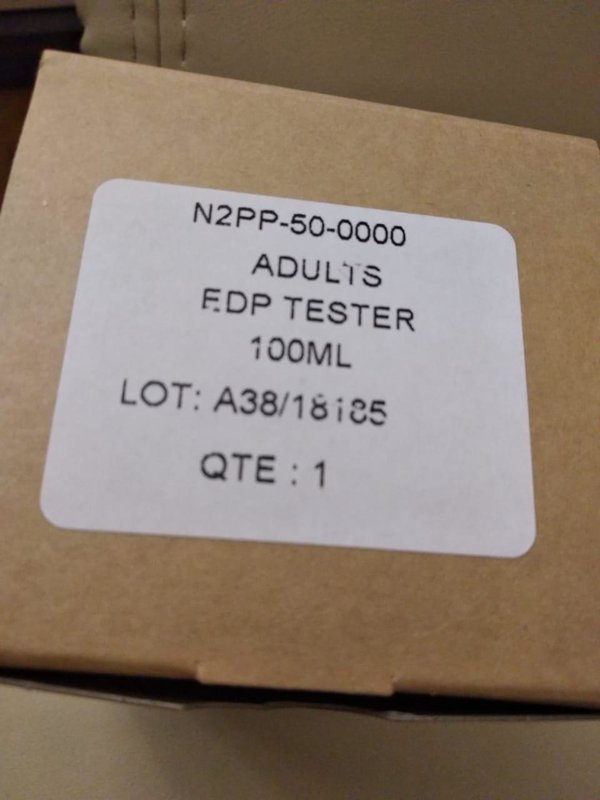 N2PP-50-0000
ADULTS
EDP TESTER
100ML
LOT: A38/18185
QTE : 1